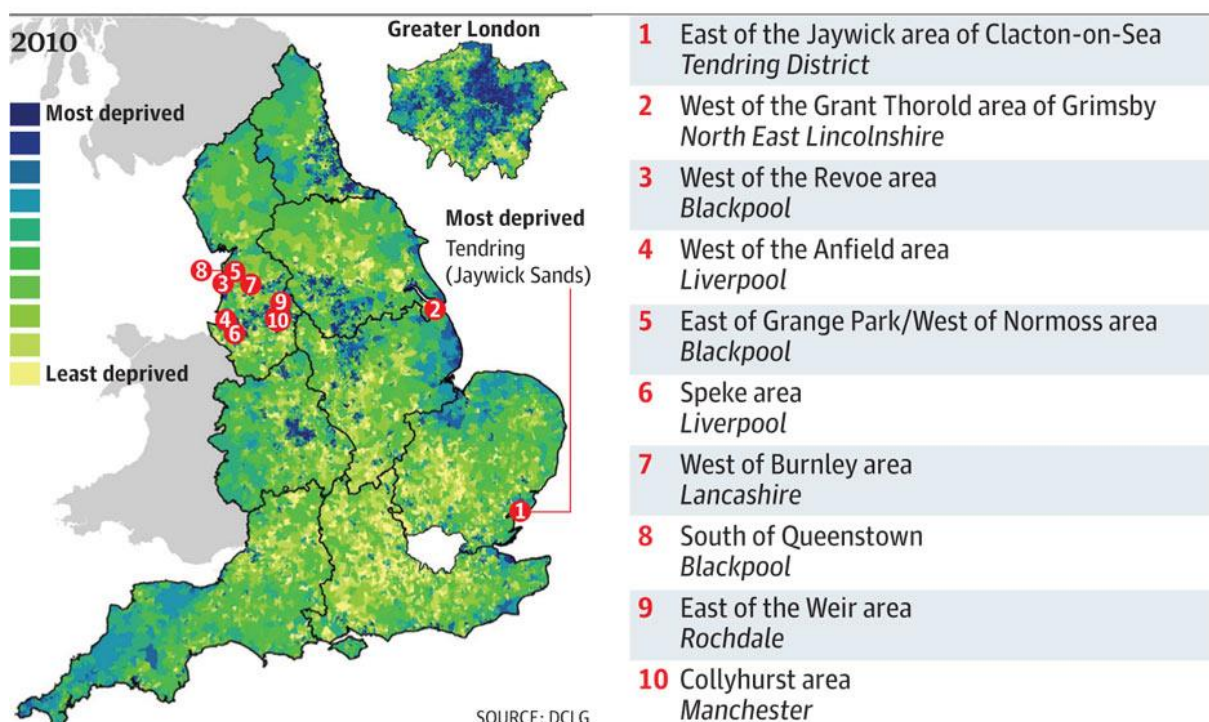 2010
Most deprived
Least deprived
Greater London
Most deprived
Tendring
(Jaywick Sands)
8
5
3
7
9
4
10
6
2
1
SOURCE: DCLG
1 East of the Jaywick area of Clacton-on-Sea
Tendring District
2 West of the Grant Thorold area of Grimsby
North East Lincolnshire
3 West of the Revoe area
Blackpool
4 West of the Anfield area
Liverpool
5 East of Grange Park/West of Normoss area
Blackpool
6 Speke area
Liverpool
7 West of Burnley area
Lancashire
8 South of Queenstown
Blackpool
9 East of the Weir area
Rochdale
10 Collyhurst area
Manchester